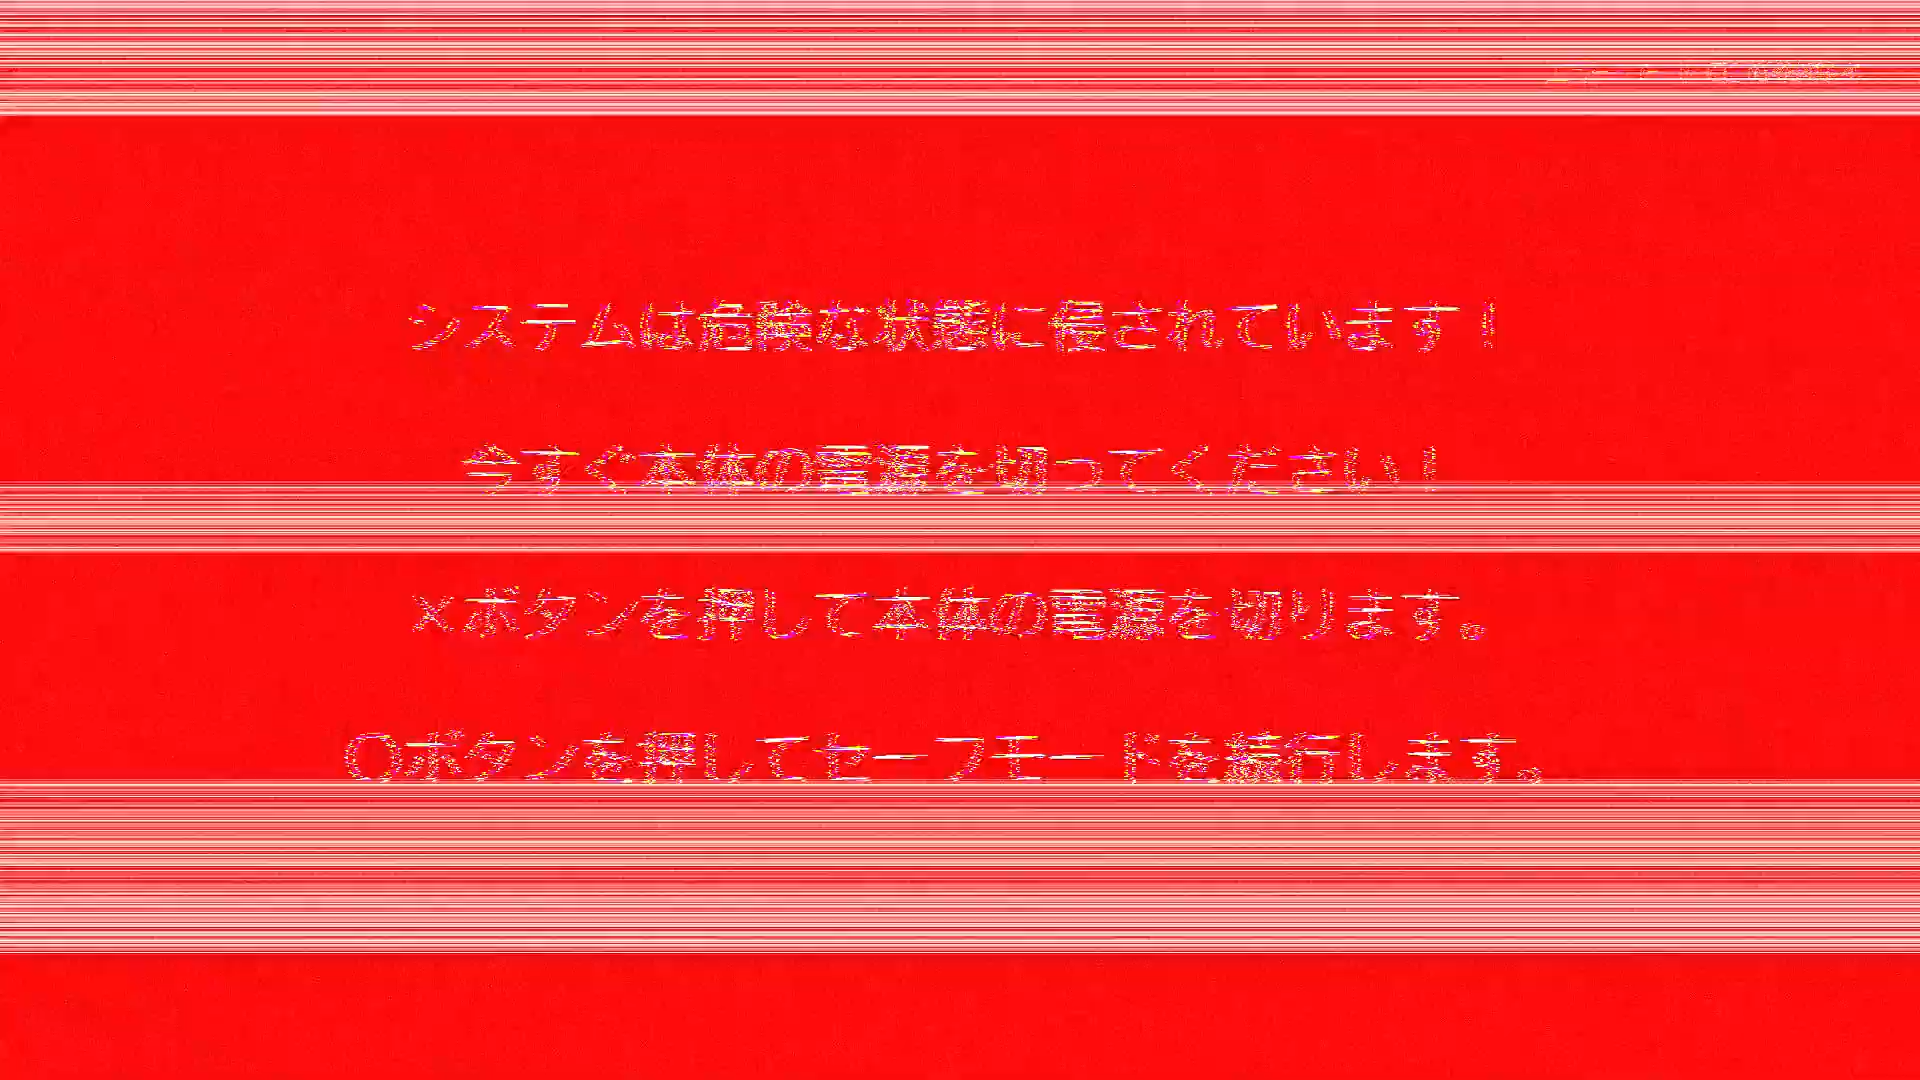 システムは危険な状態に侵されています！
今すぐ本体の電源を切ってください！
×ボタンを押して本体の電源を切ります。
○ボタンを押してセーフモードを続行します。